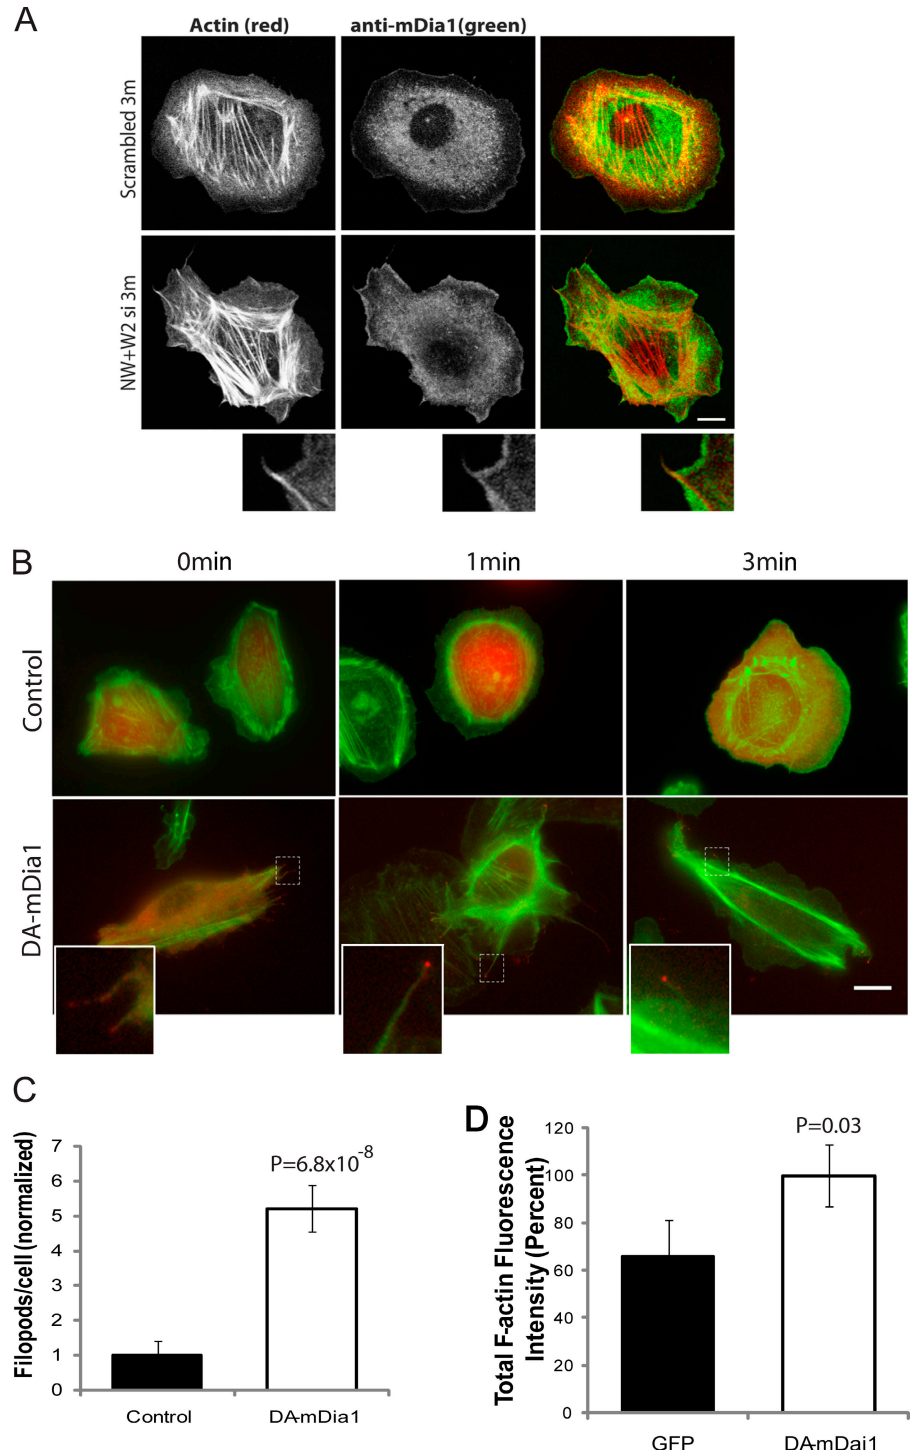 A
Actin (red) anti-mDia1(green)
Scrambled 3m
NW+W2 si 3m
B
0min 1min 3min
Control
DA-mDia1
C
Filopods/cell (normalized)
7
6
5
4
3
2
1
0
P=6.8x10-8
Control DA-mDia1
D
Total F-actin Fluorescence
Intensity (Percent)
120
100
80
60
40
20
0
P=0.03
GFP DA-mDai1